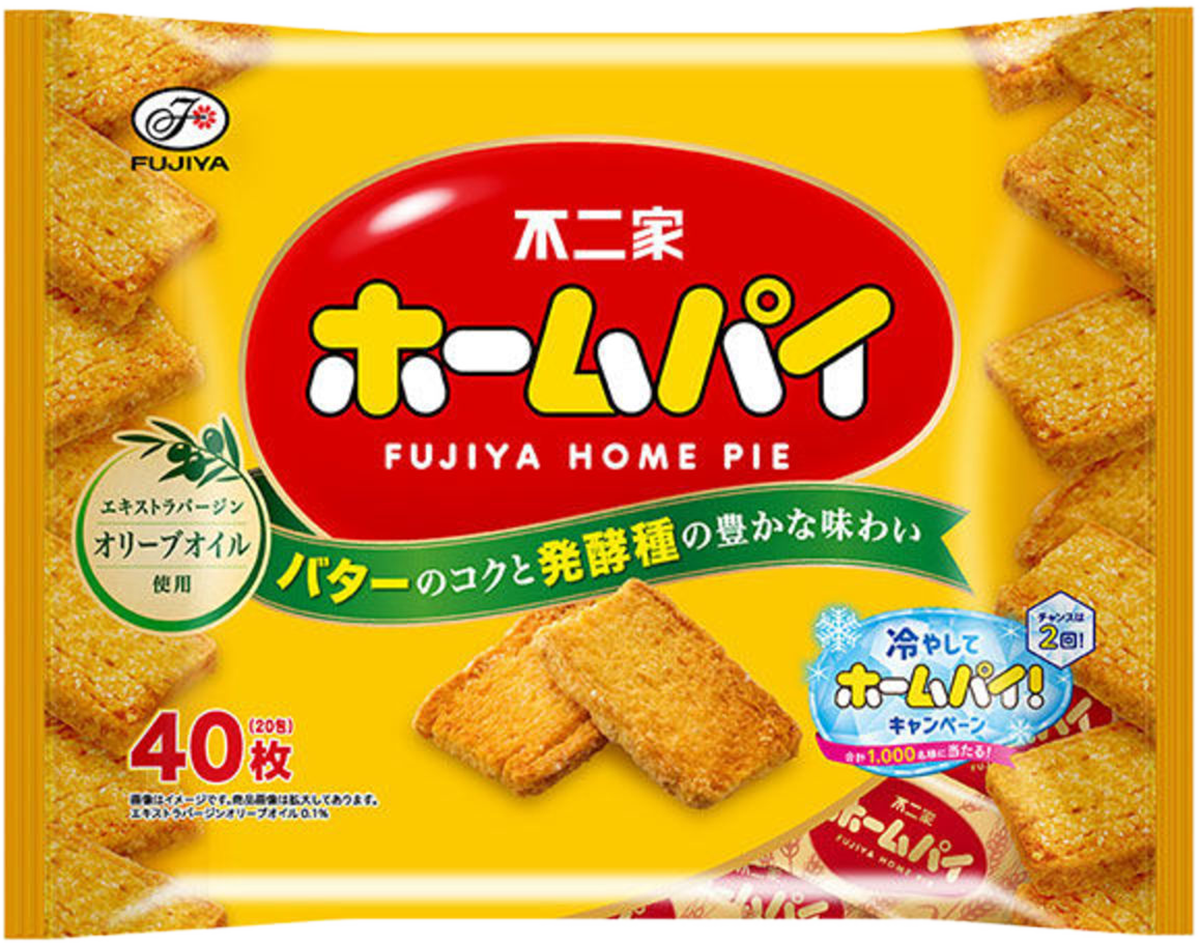 FUJIYA
不二家
ホームパイ
FUJIYA HOME PIE
エキストラバージン
オリーブオイル
使用
バターのコクと発酵種の豊かな味わい
冷やして
ホームパイ!
キャンペーン
合計1,000名様に当たる!
チャンスは
2回!
40枚
(20包)
画像はイメージです。商品画像は拡大してあります。
エキストラバージンオリーブオイル0.1%
不二家
ホームパイ
FUJIYA HOME PIE